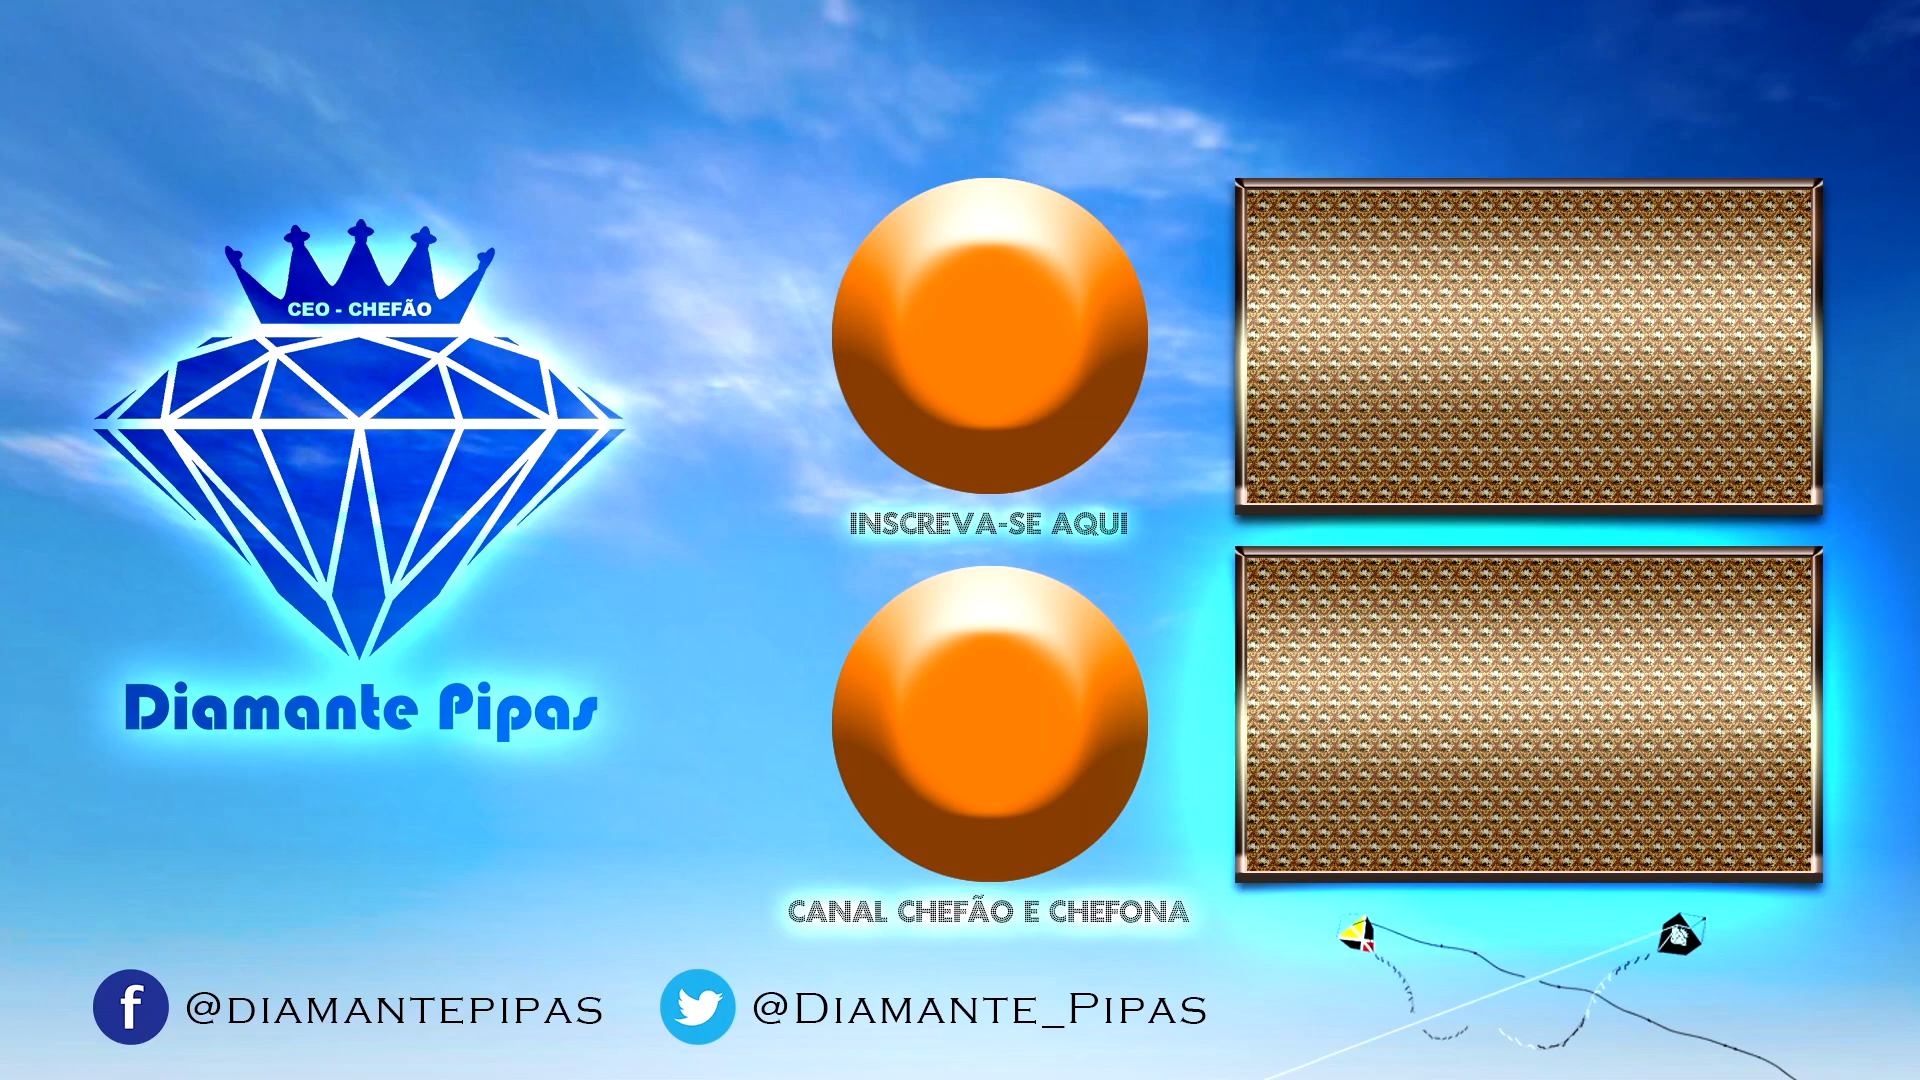 CEO - CHEFÃO
Diamante Pipas
INSCREVA-SE AQUI
CANAL CHEFÃO E CHEFONA
@DIAMANTEPIPAS
@DIAMANTE_PIPAS